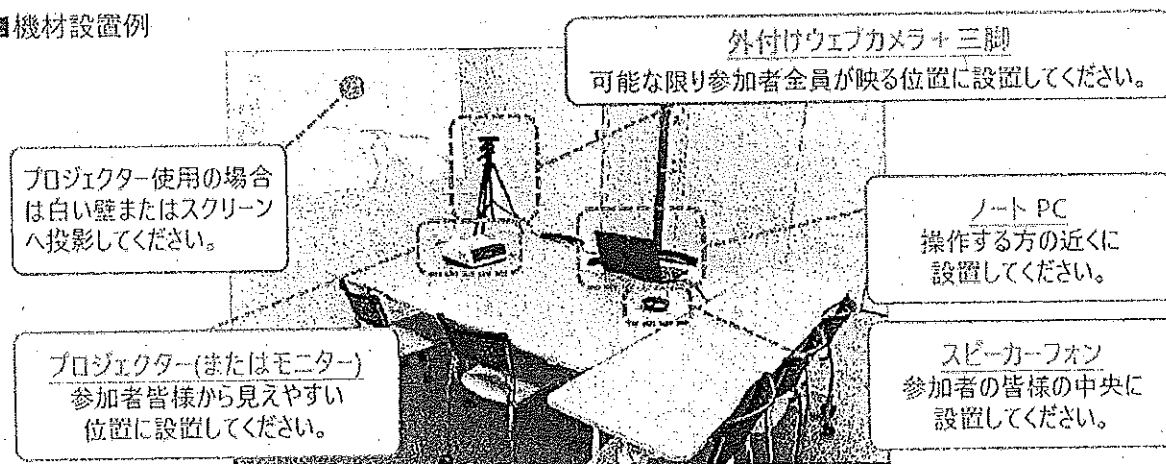 ■機材設置例
外付けウェブカメラ＋三脚
可能な限り参加者全員が映る位置に設置してください。
プロジェクター使用の場合
は白い壁またはスクリーン
へ投影してください。
ノート PC
操作する方の近くに
設置してください。
プロジェクター(またはモニター)
参加者皆様から見えやすい
位置に設置してください。
スピーカーフォン
参加者の皆様の中央に
設置してください。